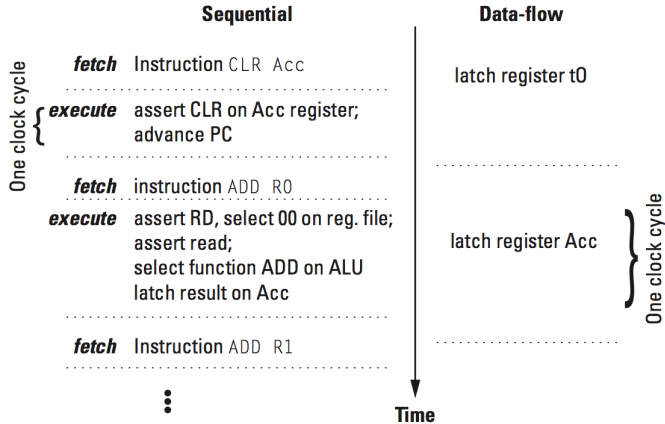 Sequential
Data-flow
One clock cycle
fetch Instruction CLR Acc
execute assert CLR on Acc register;
advance PC
fetch instruction ADD R0
execute assert RD, select 00 on reg. file;
assert read;
select function ADD on ALU
latch result on Acc
fetch Instruction ADD R1
latch register t0
latch register Acc
One clock cycle
Time